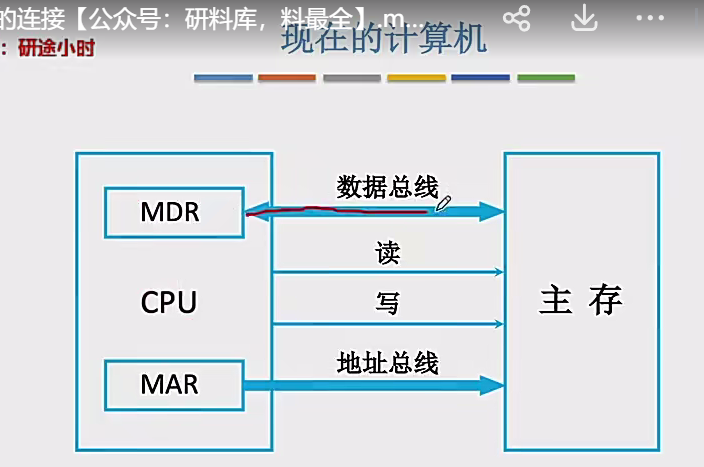 的连接【公众号：研料库，料最全】.m...
：研途小时
现在的计算机
数据总线
MDR
读
CPU
写
主存
地址总线
MAR